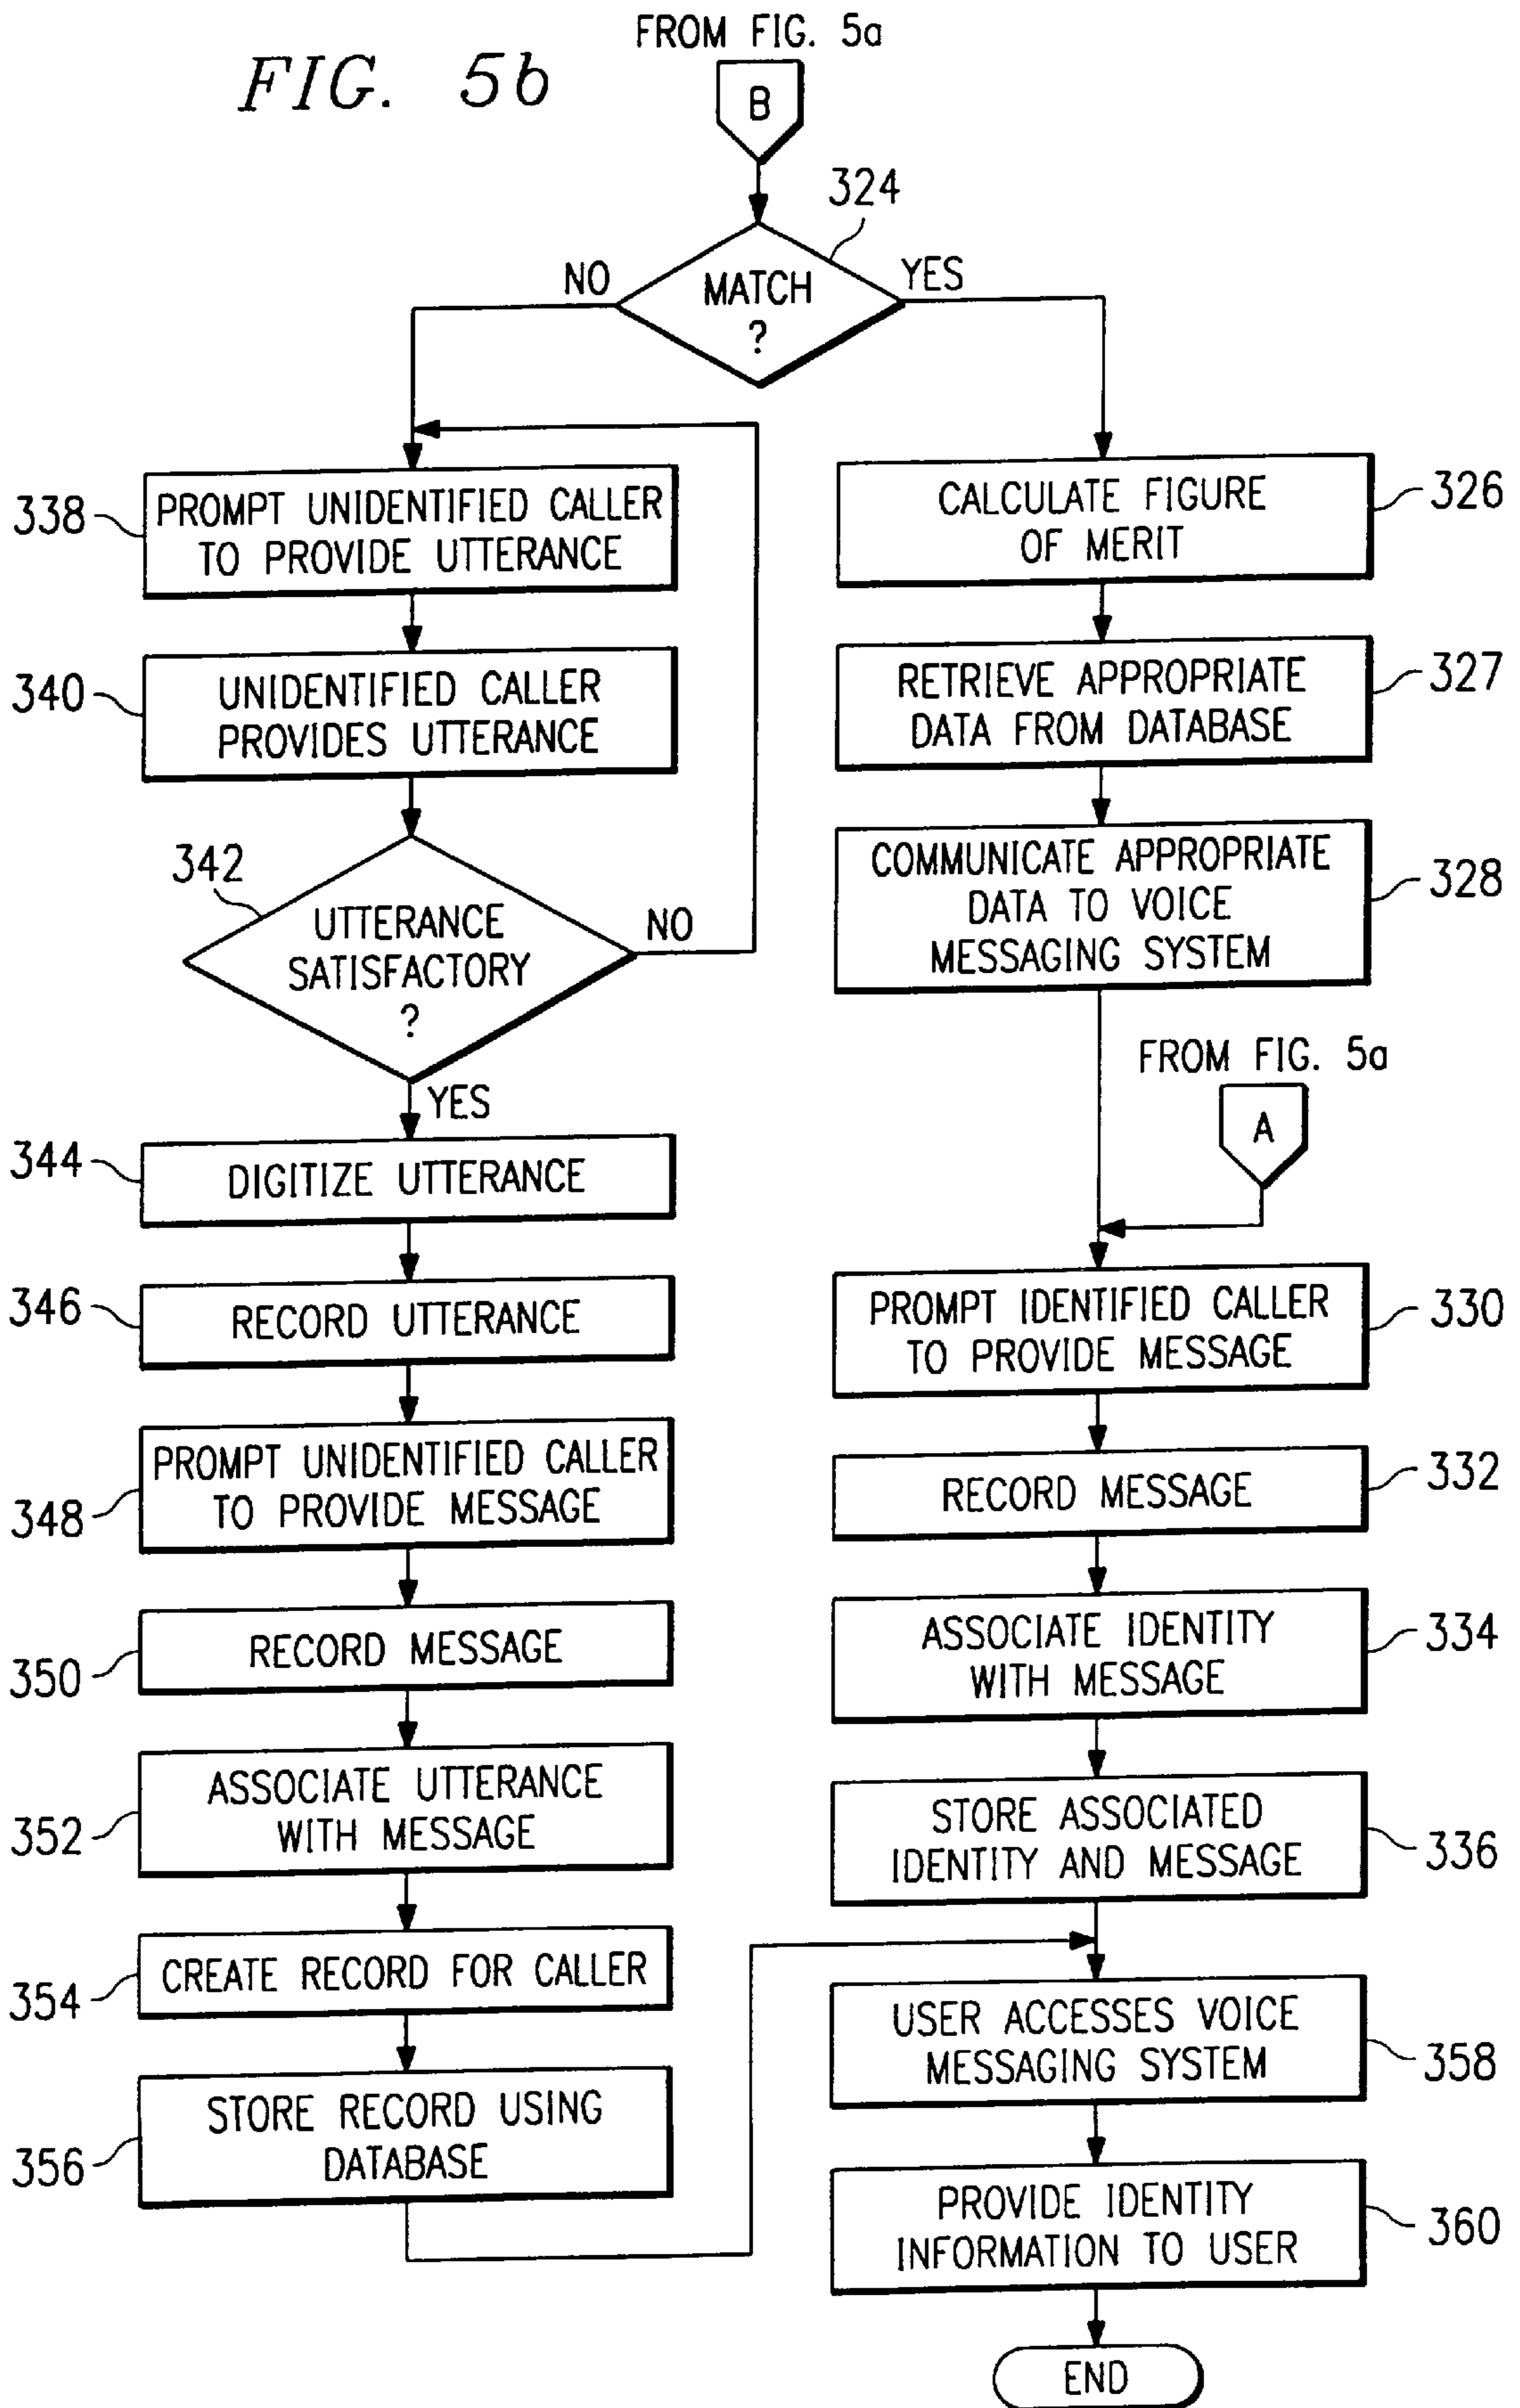 FIG. 5b
FROM FIG. 5a
B
324
MATCH
?
NO
YES
338
PROMPT UNIDENTIFIED CALLER
TO PROVIDE UTTERANCE
340
UNIDENTIFIED CALLER
PROVIDES UTTERANCE
342
UTTERANCE
SATISFACTORY
?
NO
YES
344
DIGITIZE UTTERANCE
346
RECORD UTTERANCE
348
PROMPT UNIDENTIFIED CALLER
TO PROVIDE MESSAGE
350
RECORD MESSAGE
352
ASSOCIATE UTTERANCE
WITH MESSAGE
354
CREATE RECORD FOR CALLER
356
STORE RECORD USING
DATABASE
CALCULATE FIGURE
OF MERIT
326
RETRIEVE APPROPRIATE
DATA FROM DATABASE
327
COMMUNICATE APPROPRIATE
DATA TO VOICE
MESSAGING SYSTEM
328
FROM FIG. 5a
A
PROMPT IDENTIFIED CALLER
TO PROVIDE MESSAGE
330
RECORD MESSAGE
332
ASSOCIATE IDENTITY
WITH MESSAGE
334
STORE ASSOCIATED
IDENTITY AND MESSAGE
336
USER ACCESSES VOICE
MESSAGING SYSTEM
358
PROVIDE IDENTITY
INFORMATION TO USER
360
END